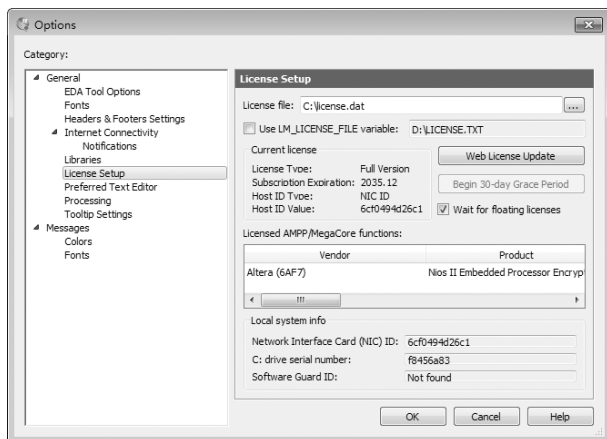 Options
Category:
General
EDA Tool Options
Fonts
Headers & Footers Settings
Internet Connectivity
Notifications
Libraries
License Setup
Preferred Text Editor
Processing
Tooltip Settings
Messages
Colors
Fonts
License Setup
License file: C:\license.dat ...
Use LM_LICENSE_FILE variable: D:\LICENSE.TXT
Current license
License Type: Full Version
Subscription Expiration: 2035.12
Host ID Type: NIC ID
Host ID Value: 6cf0494d26c1
Web License Update
Begin 30-day Grace Period
Wait for floating licenses
Licensed AMPP/MegaCore functions:
Vendor Product
Altera (6AF7) Nios II Embedded Processor Encryp
Local system info
Network Interface Card (NIC) ID: 6cf0494d26c1
C: drive serial number: f8456a83
Software Guard ID: Not found
OK Cancel Help